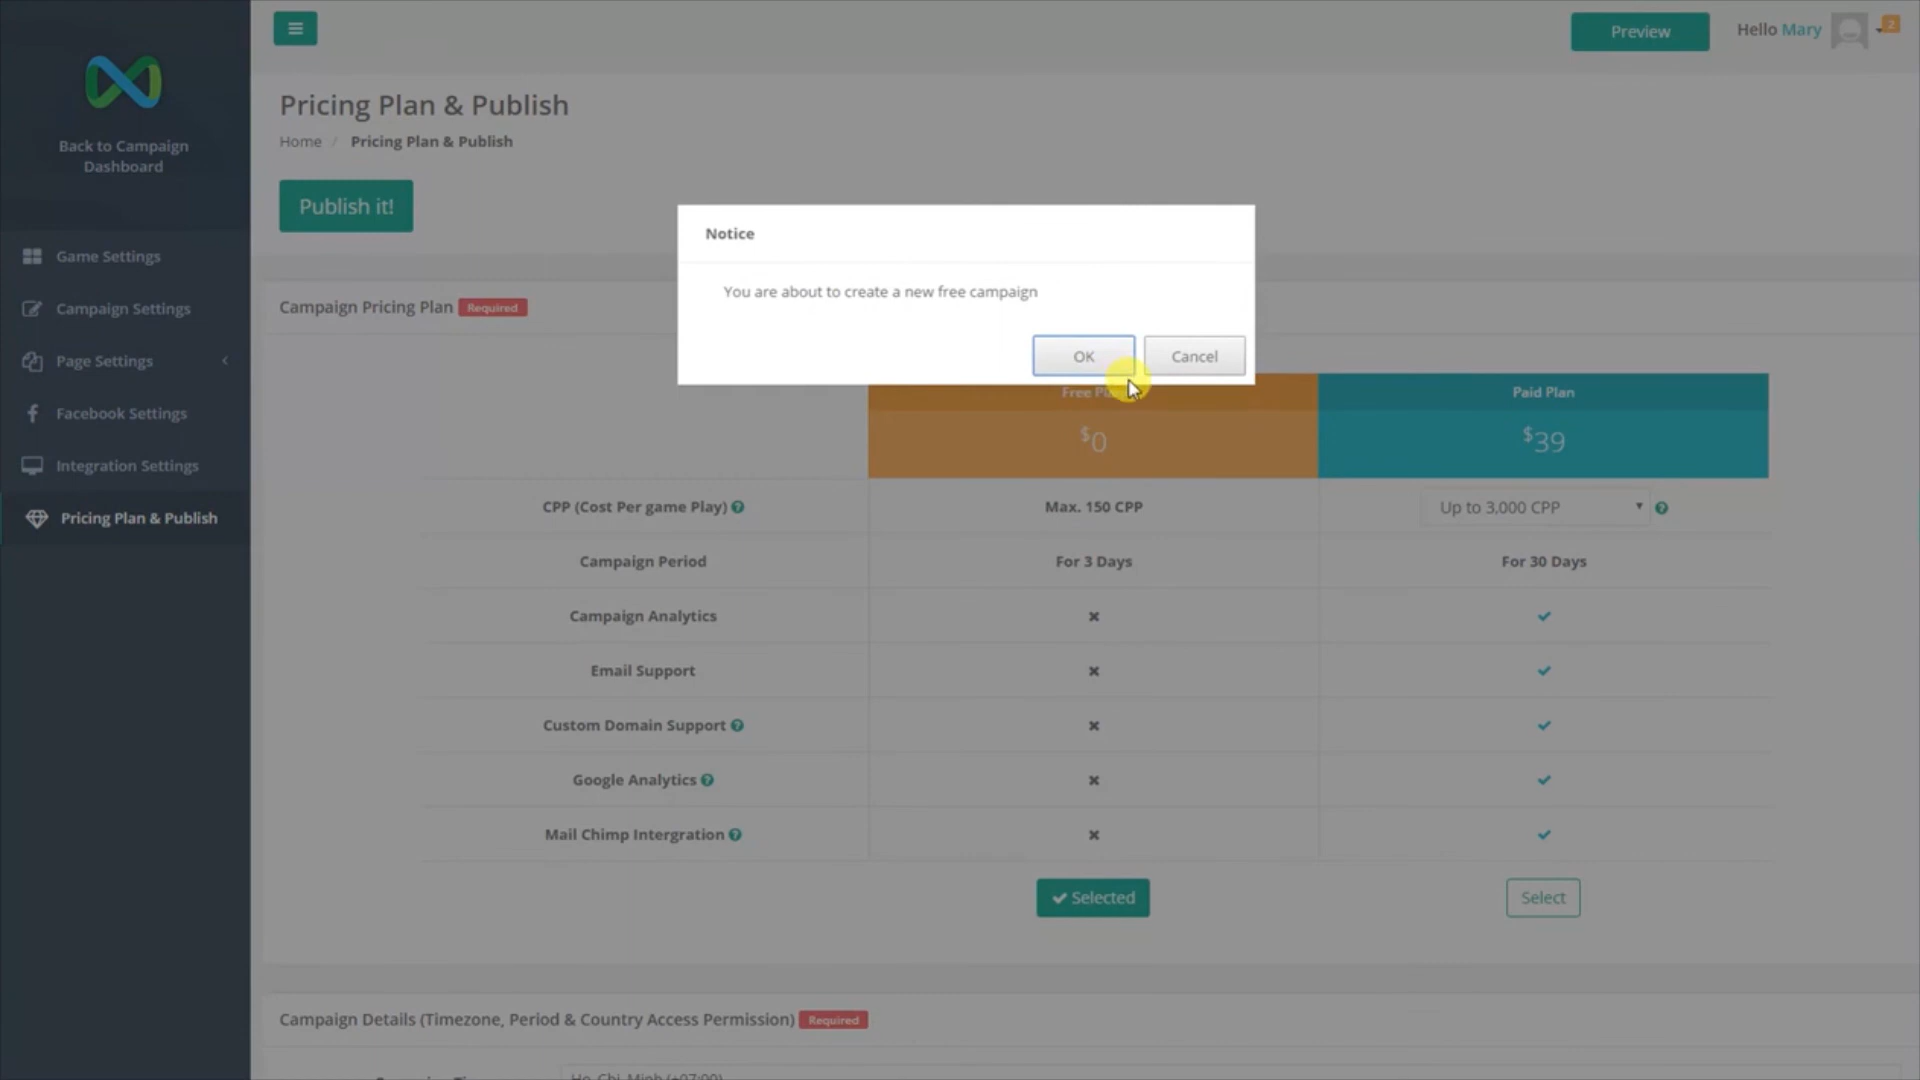 Preview
Hello Mary
2
Back to Campaign
Dashboard
Game Settings
Campaign Settings
Page Settings
Facebook Settings
Integration Settings
Pricing Plan & Publish
Pricing Plan & Publish
Home / Pricing Plan & Publish
Publish it!
Notice
You are about to create a new free campaign
OK
Cancel
Campaign Pricing Plan Required
Free
Paid Plan
$0
$39
CPP (Cost Per game Play)
Max. 150 CPP
Up to 3,000 CPP
Campaign Period
For 3 Days
For 30 Days
Campaign Analytics
Email Support
Custom Domain Support
Google Analytics
Mail Chimp Intergration
Selected
Select
Campaign Details (Timezone, Period & Country Access Permission) Required